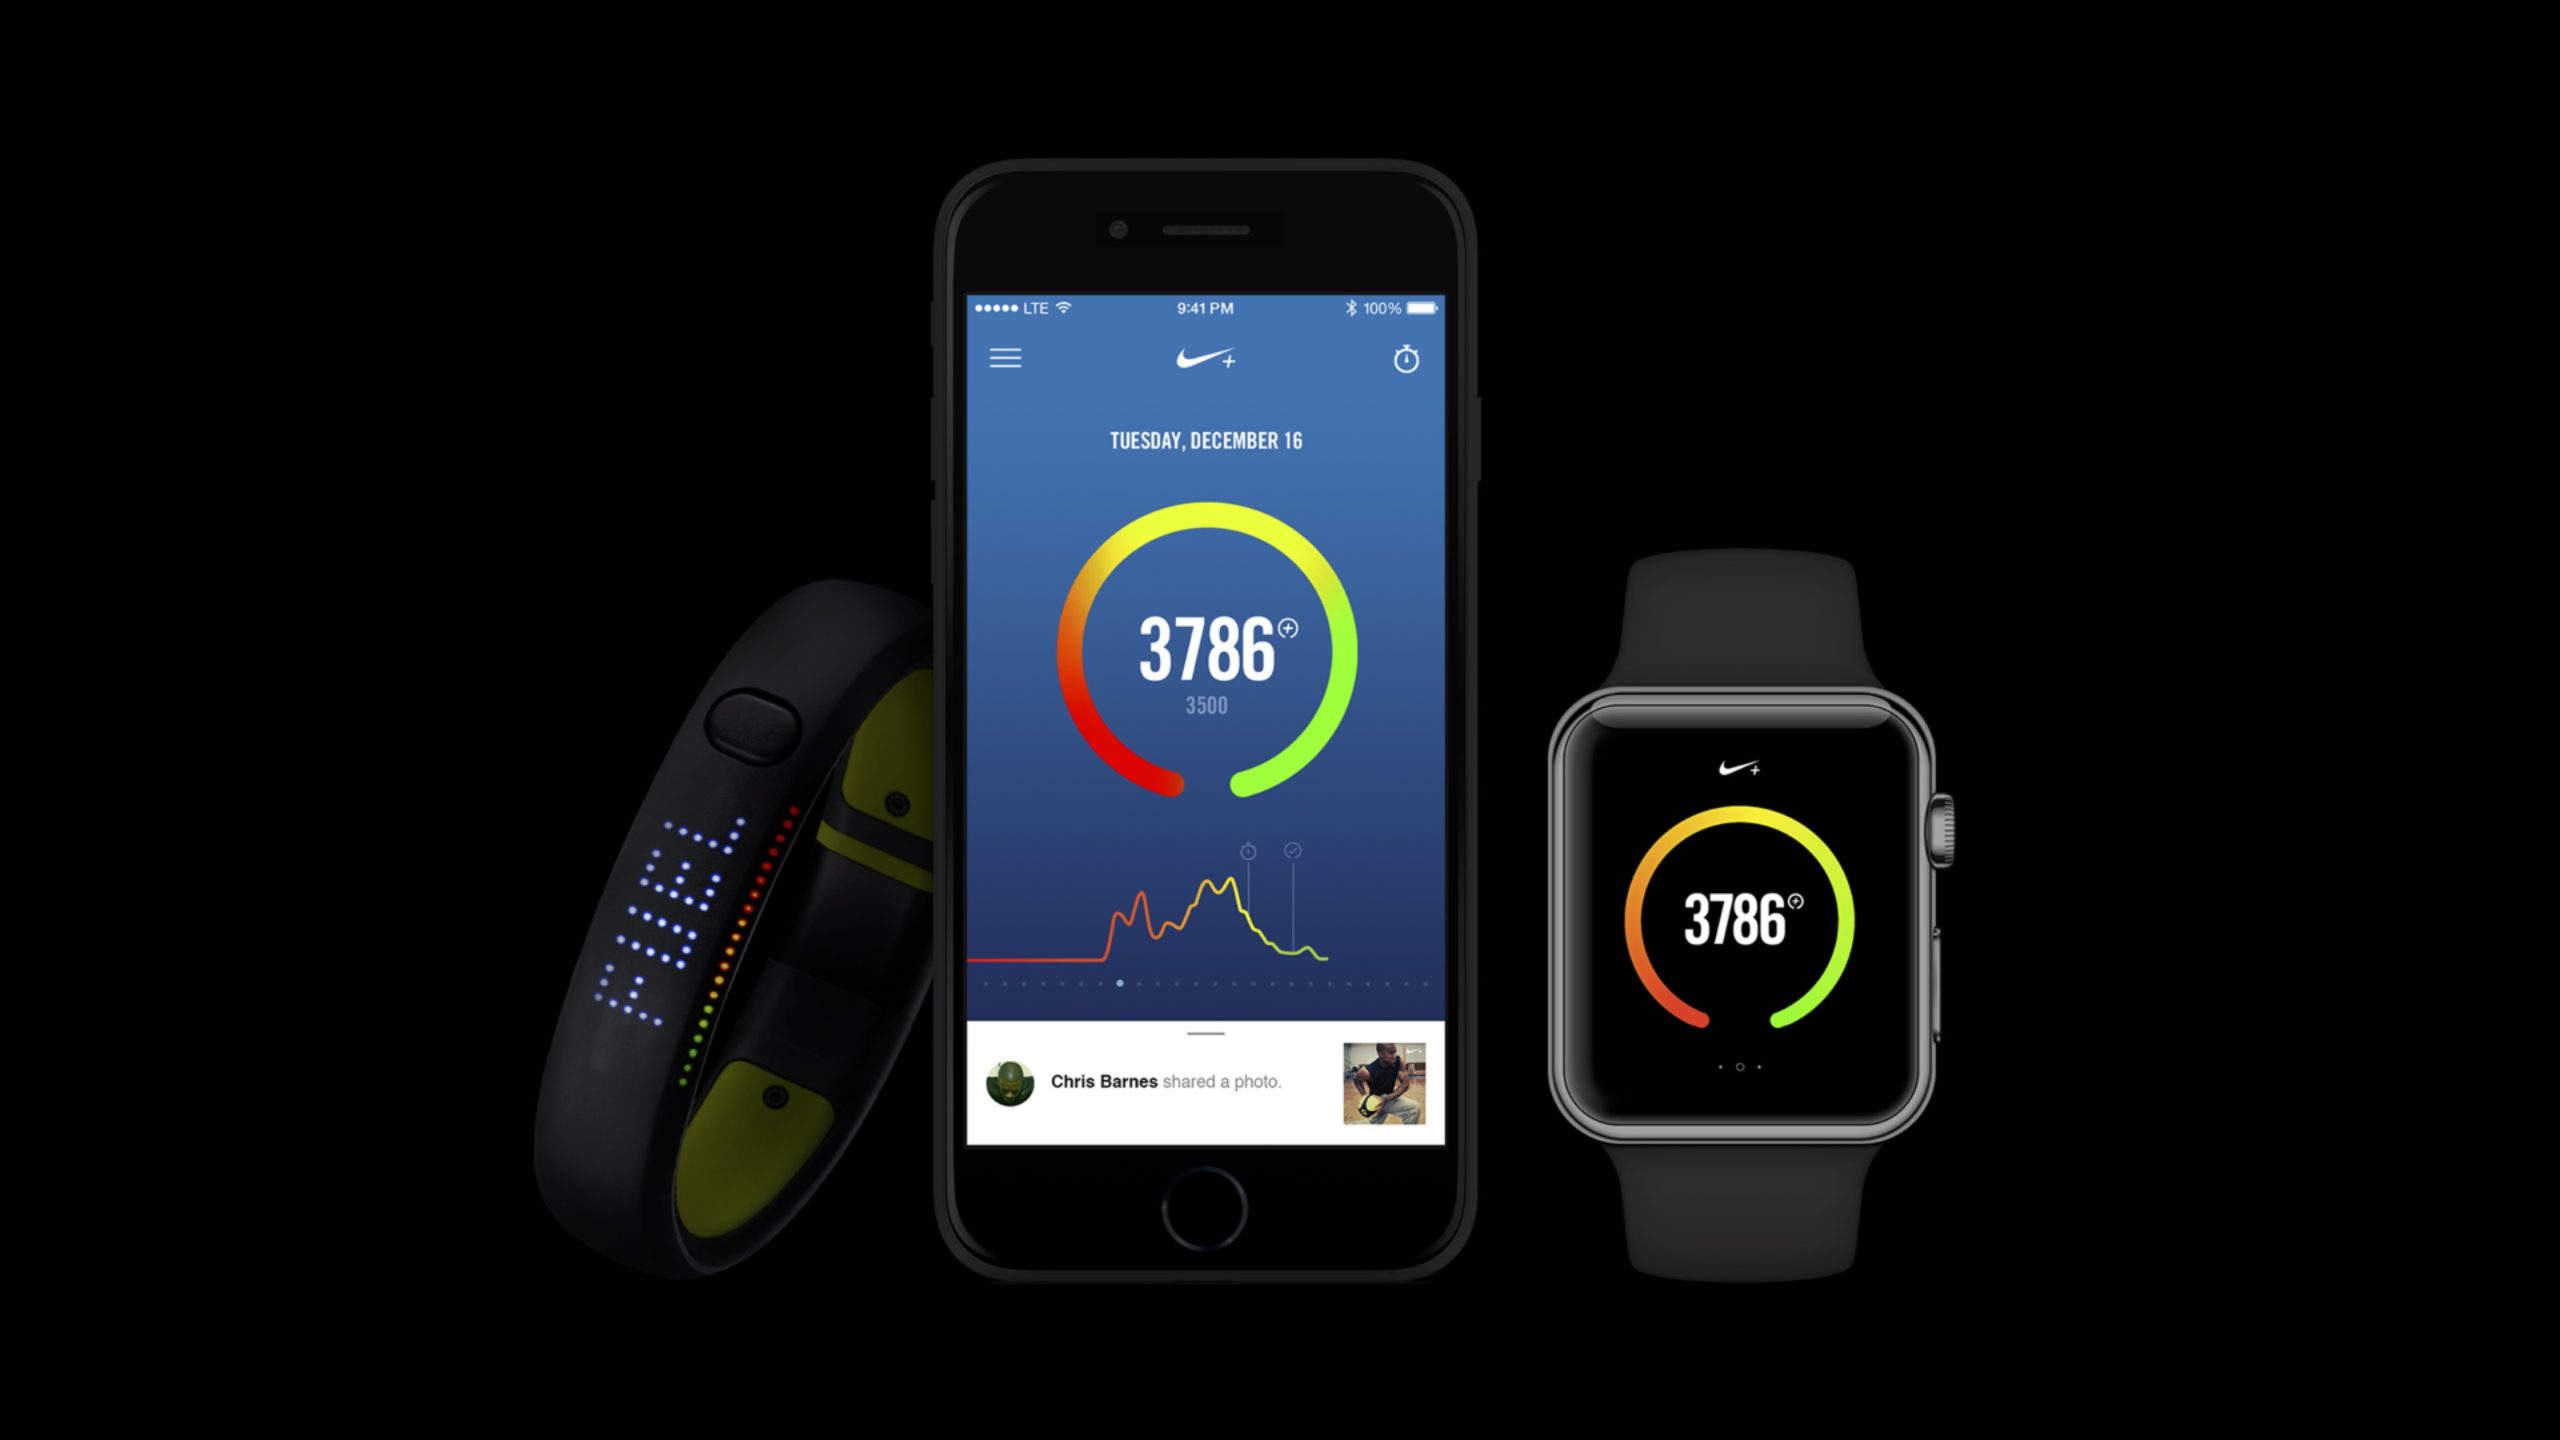 FUEL
LTE 9:41 PM 100%
TUESDAY, DECEMBER 16
3786
3500
Chris Barnes shared a photo.
3786